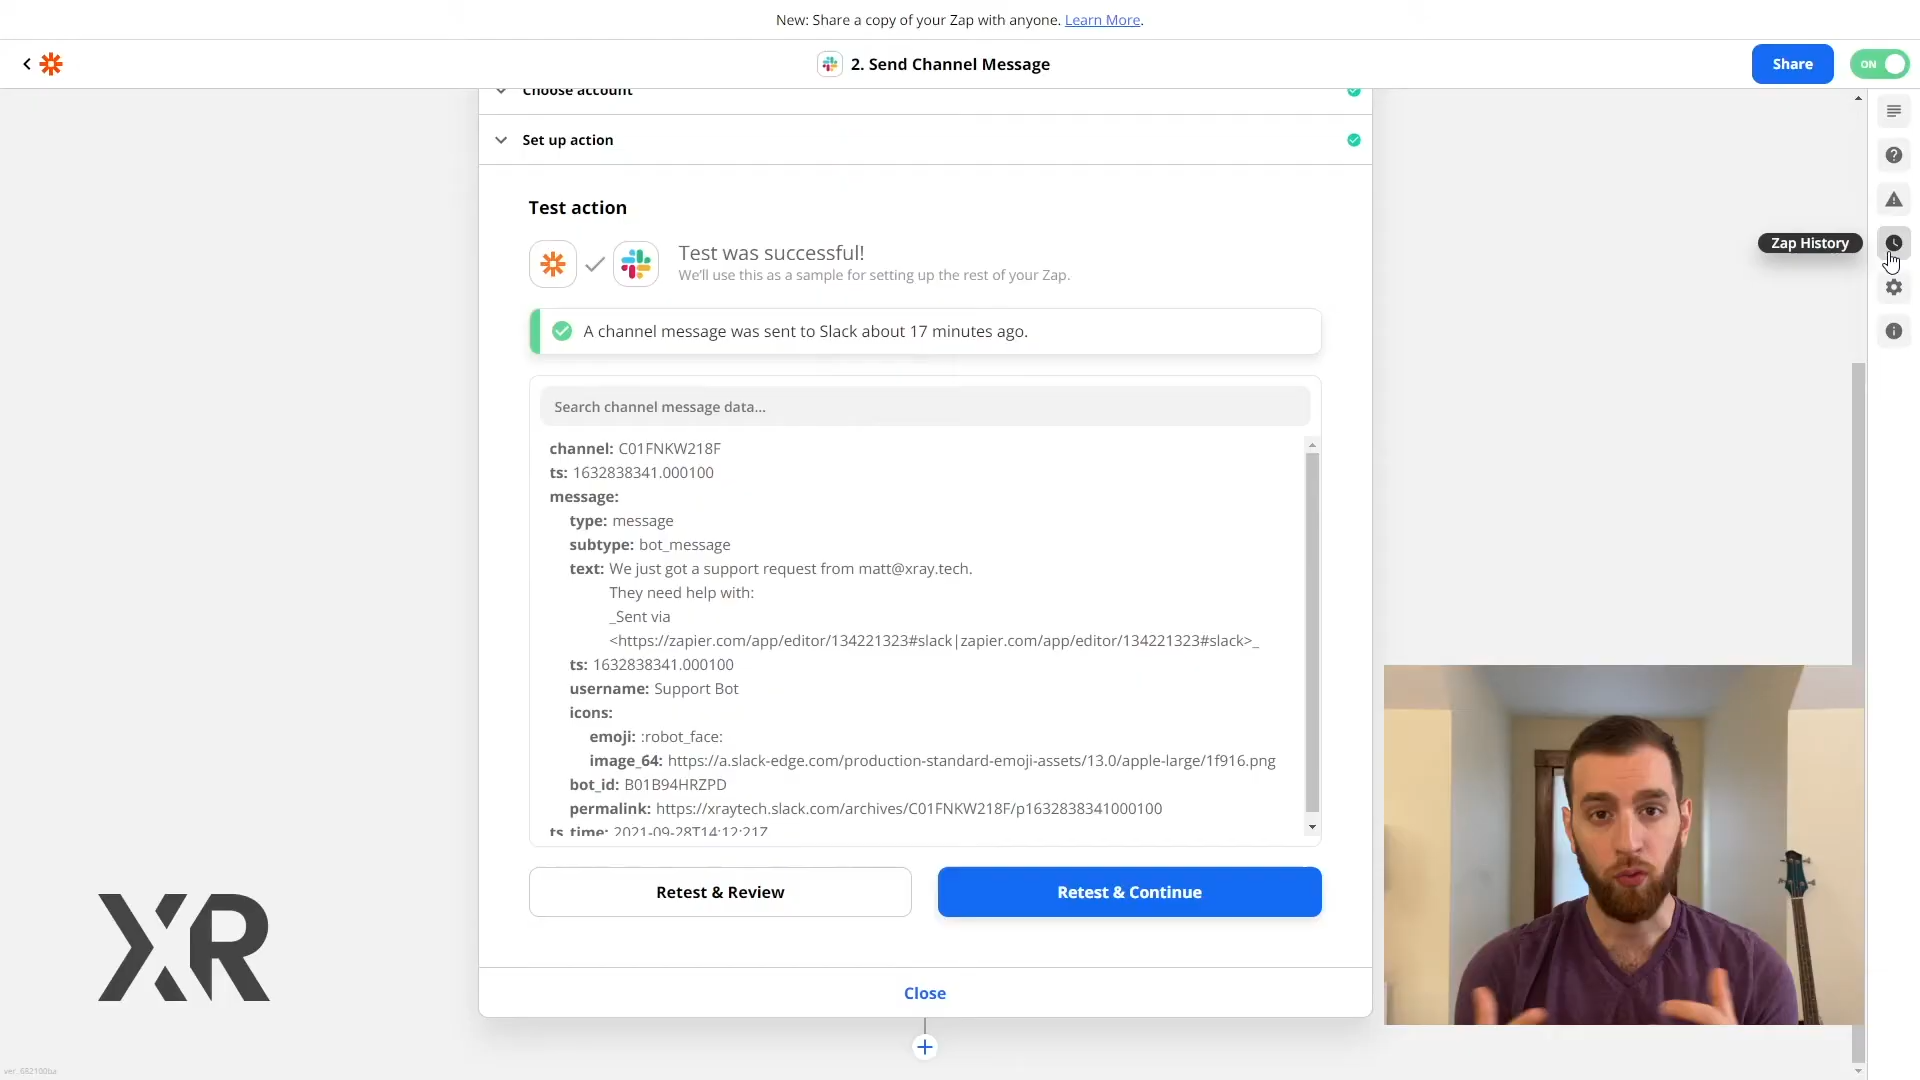 New: Share a copy of your Zap with anyone. Learn More.
2. Send Channel Message
Share
ON
Choose account
Set up action
Test action
Zap History
Test was successful!
We'll use this as a sample for setting up the rest of your Zap.
A channel message was sent to Slack about 17 minutes ago.
Search channel message data...
channel: C01FNKW218F
ts: 1632838341.000100
message:
type: message
subtype: bot_message
text: We just got a support request from matt@xray.tech.
They need help with:
_Sent via
<https://zapier.com/app/editor/134221323#slack|zapier.com/app/editor/134221323#slack>_
ts: 1632838341.000100
username: Support Bot
icons:
emoji: :robot_face:
image_64: https://a.slack-edge.com/production-standard-emoji-assets/13.0/apple-large/1f916.png
bot_id: B01B94HRZPD
permalink: https://xraytech.slack.com/archives/C01FNKW218F/p1632838341000100
ts_time: 2021-09-28T14:12:21Z
Retest & Review
Retest & Continue
XR
Close